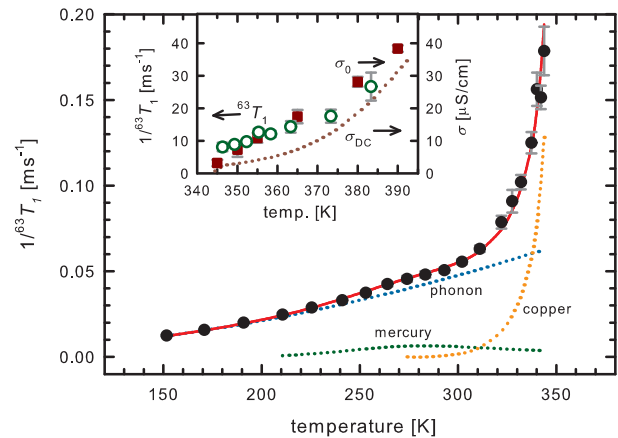 0.20
0.15
0.10
0.05
0.00
1/⁶³T₁ [ms⁻¹]
150 200 250 300 350
temperature [K]
phonon
copper
mercury
40
30
20
10
0
1/⁶³T₁ [ms⁻¹]
340 350 360 370 380 390
temp. [K]
40
30
20
10
0
σ [µS/cm]
σ₀
⁶³T₁
σDC